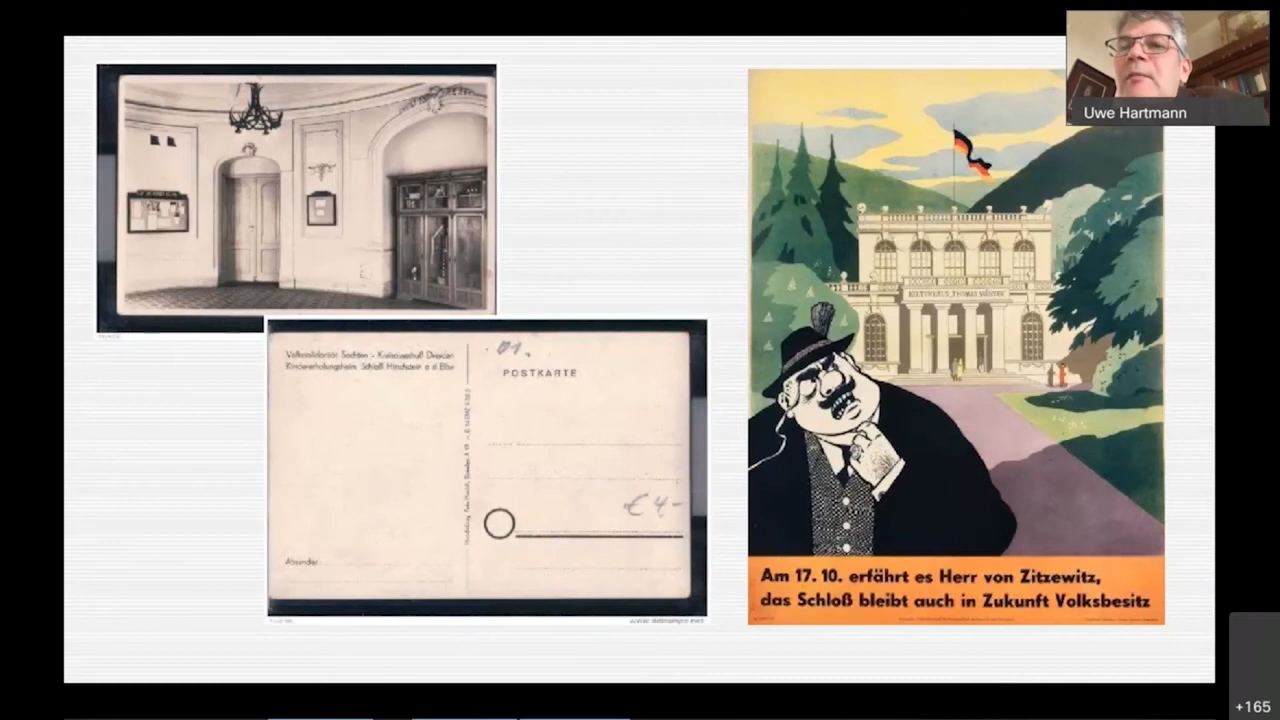 Uwe Hartmann
Volkssolidarität Sachsen - Kreisausschuß Dresden
Kindererholungsheim Schloß Hirschstein a d Elbe
01.
POSTKARTE
€ 4,-
Absender
KULTURHAUS THOMAS MÜNTZER
Am 17. 10. erfährt es Herr von Zitzewitz,
das Schloß bleibt auch in Zukunft Volksbesitz
www.delcampe.net
+165